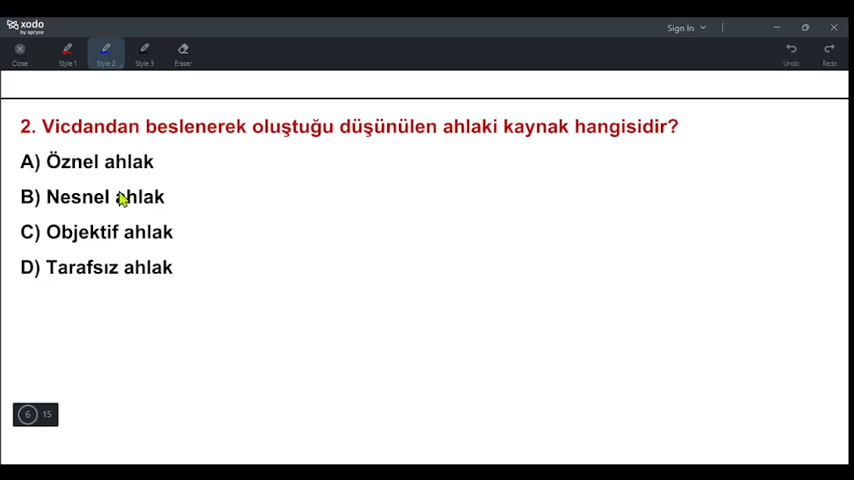 xodo
by apryse
Sign In
Close
Style 1
Style 2
Style 3
Eraser
Undo
Redo
2. Vicdandan beslenerek oluştuğu düşünülen ahlaki kaynak hangisidir?
A) Öznel ahlak
B) Nesnel ahlak
C) Objektif ahlak
D) Tarafsız ahlak
6 15